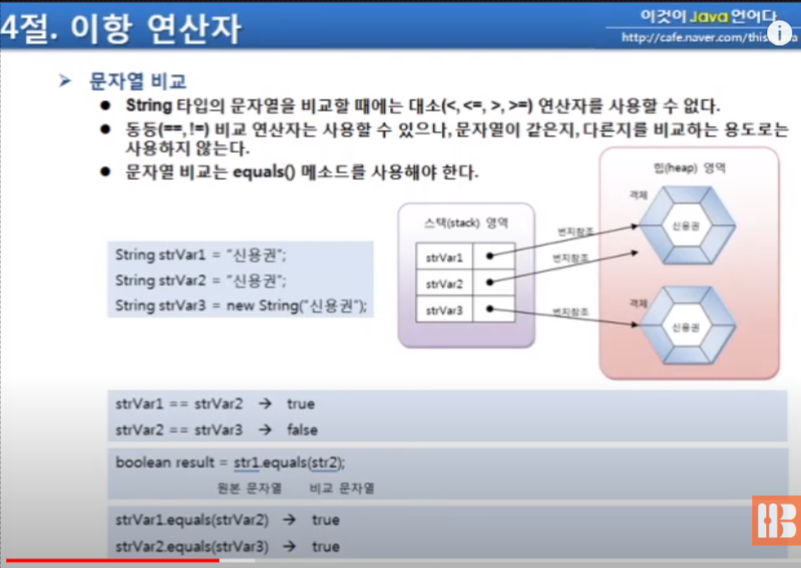 4절. 이항 연산자
이것이 Java 언어다
http://cafe.naver.com/this
문자열 비교
String 타입의 문자열을 비교할 때에는 대소(<, <=, >, >=) 연산자를 사용할 수 없다.
동등(==, !=) 비교 연산자는 사용할 수 있으나, 문자열이 같은지, 다른지를 비교하는 용도로는
사용하지 않는다.
문자열 비교는 equals() 메소드를 사용해야 한다.
String strVar1 = "신용권";
String strVar2 = "신용권";
String strVar3 = new String("신용권");
스택(stack) 영역
strVar1
strVar2
strVar3
번지참조
번지참조
번지참조
힙(heap) 영역
객체
신용권
객체
신용권
strVar1 == strVar2 → true
strVar2 == strVar3 → false
boolean result = str1.equals(str2);
원본 문자열 비교 문자열
strVar1.equals(strVar2) → true
strVar2.equals(strVar3) → true